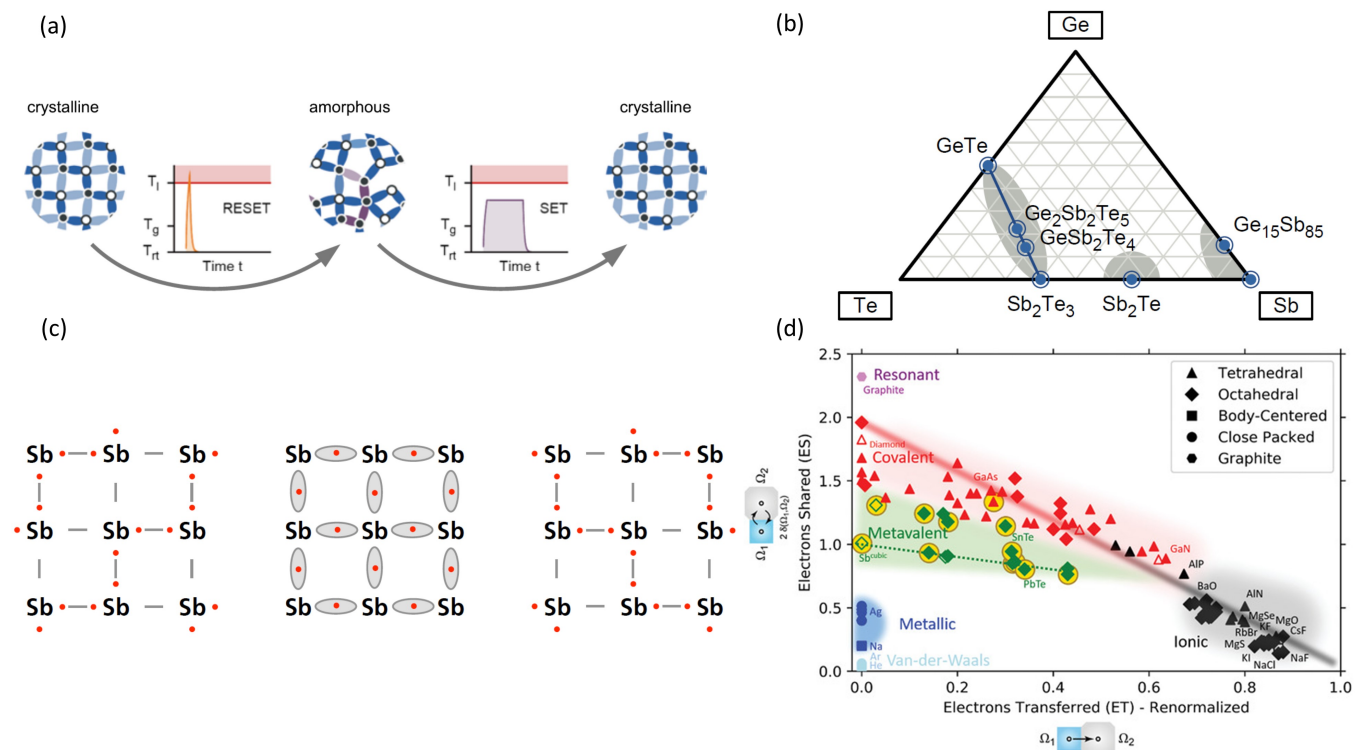 (a)
crystalline
amorphous
crystalline
Tl
Tg
Trt
RESET
Time t
Tl
Tg
Trt
SET
Time t
(b)
Ge
GeTe
Ge2Sb2Te5
GeSb2Te4
Ge15Sb85
Te
Sb2Te3
Sb2Te
Sb
(c)
Sb Sb Sb
Sb Sb Sb
Sb Sb Sb
Sb Sb Sb
Sb Sb Sb
Sb Sb Sb
Sb Sb Sb
Sb Sb Sb
Sb Sb Sb
(d)
Electrons Shared (ES)
Ω1 Ω2
2 δ(Ω1,Ω2)
2.5
2.0
1.5
1.0
0.5
0.0
Resonant
Graphite
Tetrahedral
Octahedral
Body-Centered
Close Packed
Graphite
Diamond
Covalent
GaAs
Metavalent
SnTe
Sbcubic
PbTe
GaN
AlP
BaO
AlN
MgSe
MgO
KF
CsF
RbBr
MgS
Ionic
KI
NaCl
NaF
Ag
Metallic
Na
Ar
He
Van-der-Waals
0.0 0.2 0.4 0.6 0.8 1.0
Electrons Transferred (ET) - Renormalized
Ω1 Ω2